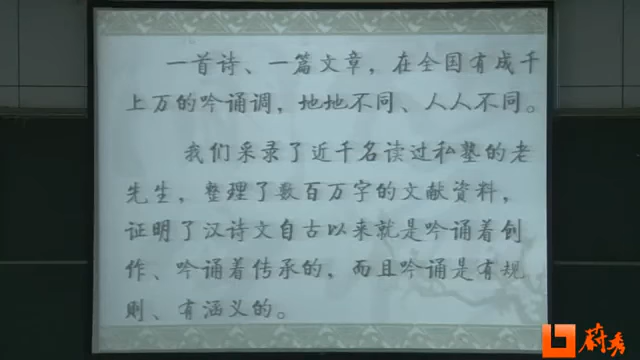 一首诗、一篇文章，在全国有成千
上万的吟诵调，地地不同、人人不同。
我们采录了近千名读过私塾的老
先生，整理了数百万字的文献资料，
证明了汉诗文自古以来就是吟诵着创
作、吟诵着传承的，而且吟诵是有规
则、有涵义的。
蔚秀